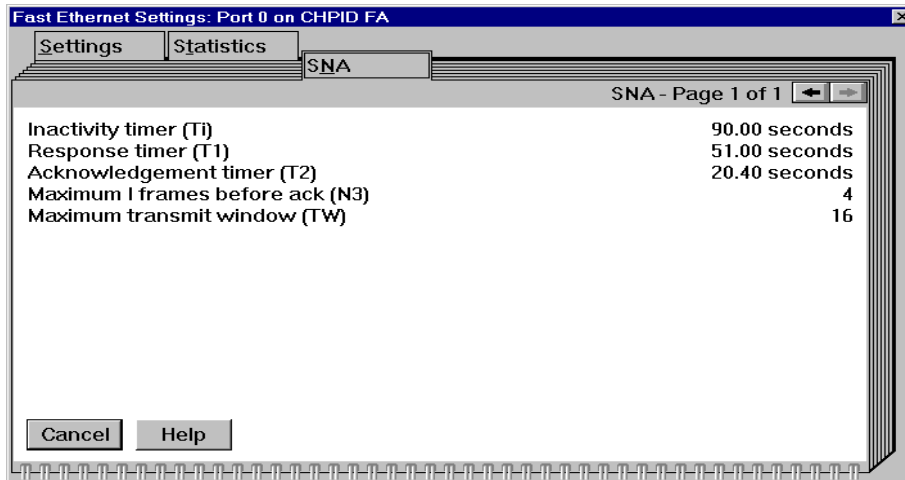 Fast Ethernet Settings: Port 0 on CHPID FA
Settings Statistics
SNA
SNA - Page 1 of 1
Inactivity timer (Ti) 90.00 seconds
Response timer (T1) 51.00 seconds
Acknowledgement timer (T2) 20.40 seconds
Maximum I frames before ack (N3) 4
Maximum transmit window (TW) 16
Cancel Help